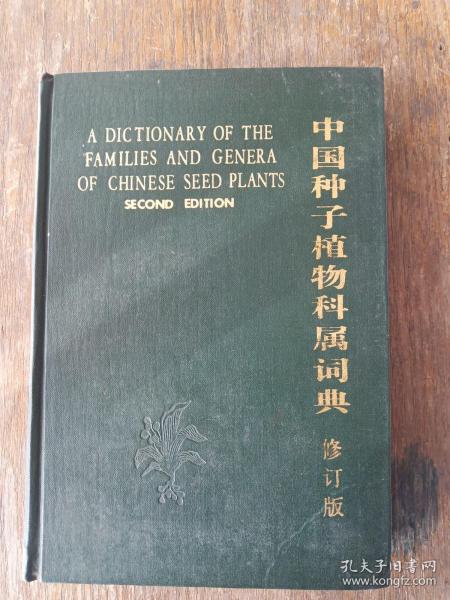 A DICTIONARY OF THE
FAMILIES AND GENERA
OF CHINESE SEED PLANTS
SECOND EDITION
中国种子植物科属词典
修订版
孔夫子旧书网
www.kongfz.com